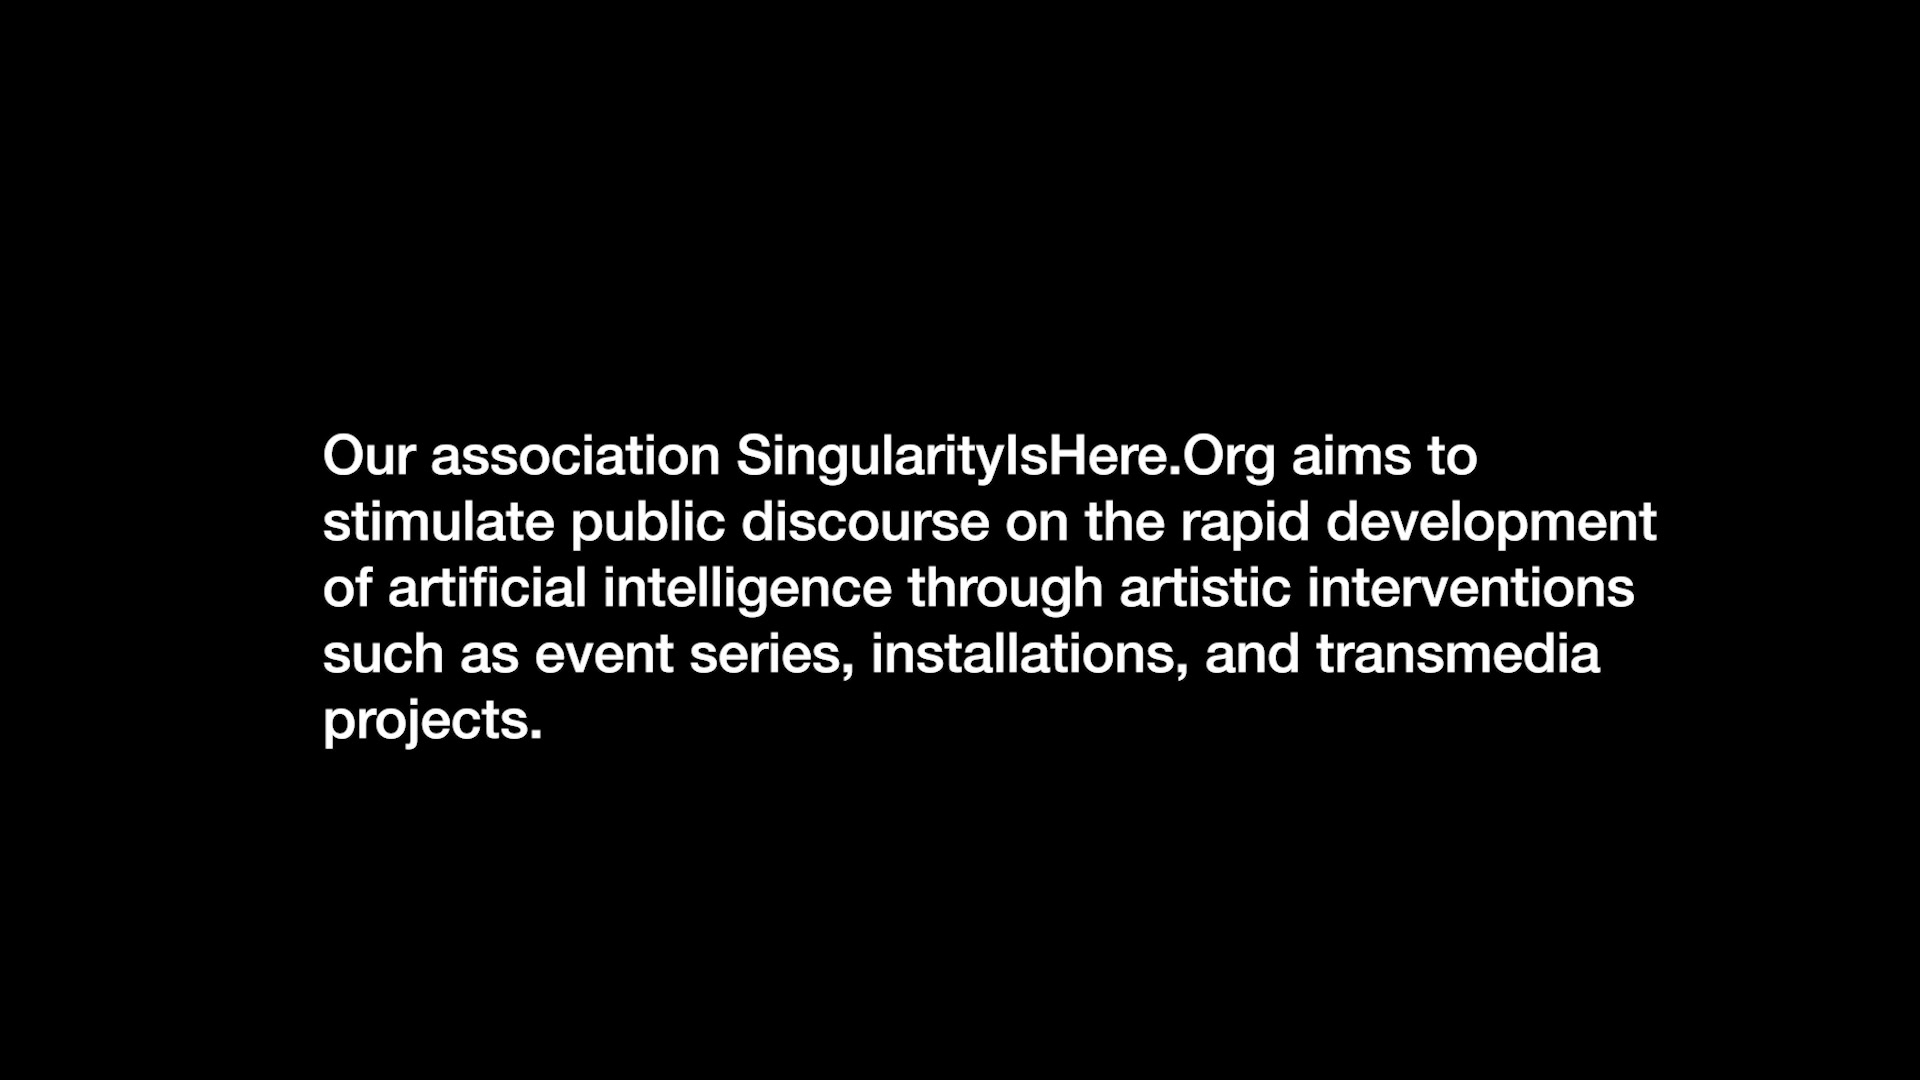 Our association SingularityIsHere.Org aims to
stimulate public discourse on the rapid development
of artificial intelligence through artistic interventions
such as event series, installations, and transmedia
projects.